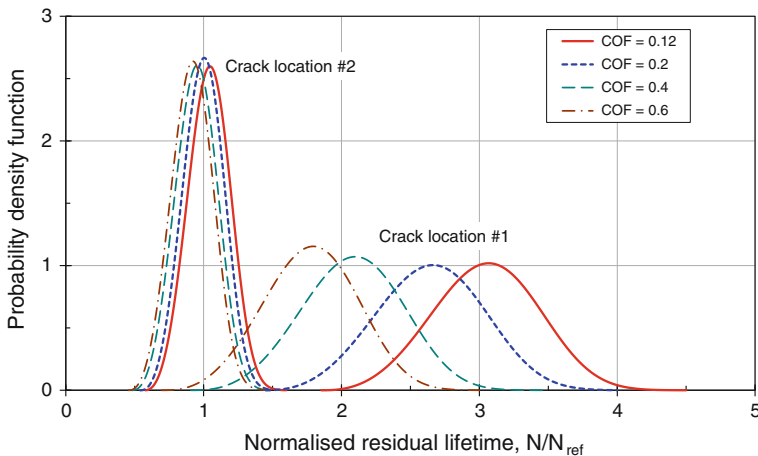 3
2
1
0
0
1
2
3
4
5
Probability density function
Normalised residual lifetime, N/Nref
Crack location #2
Crack location #1
COF = 0.12
COF = 0.2
COF = 0.4
COF = 0.6